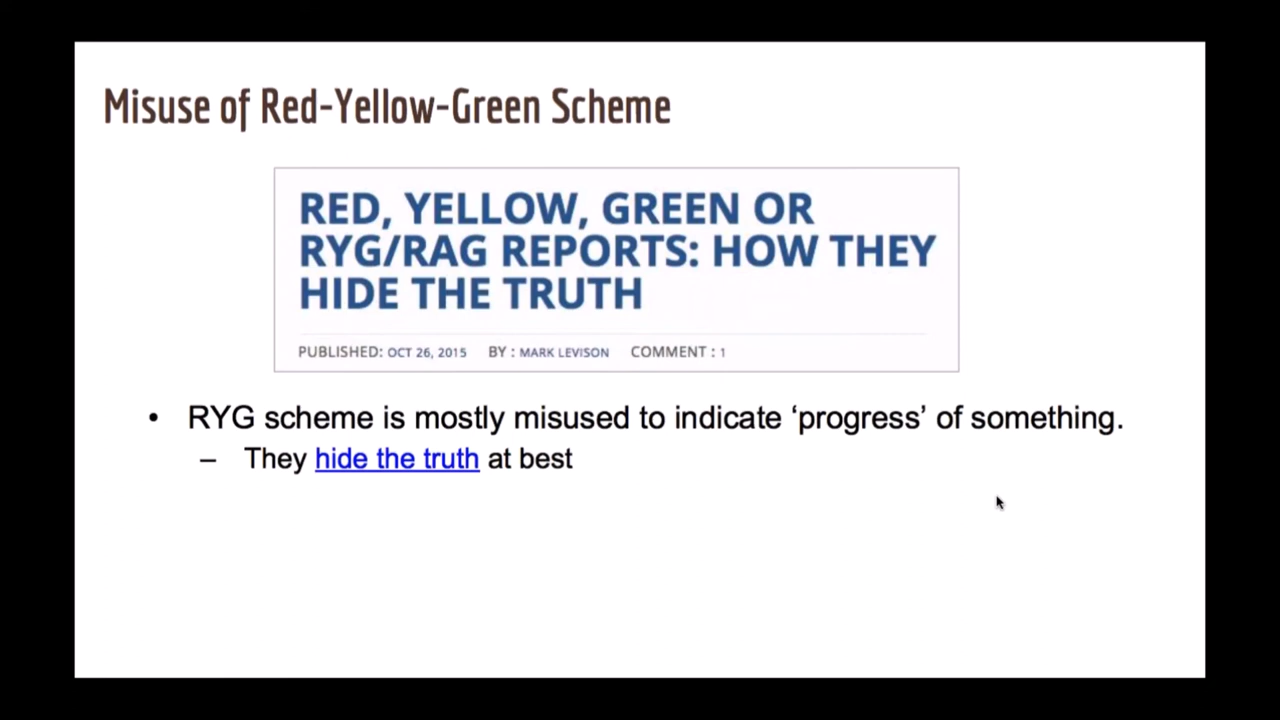 Misuse of Red-Yellow-Green Scheme
RED, YELLOW, GREEN OR
RYG/RAG REPORTS: HOW THEY
HIDE THE TRUTH
PUBLISHED: OCT 26, 2015 BY : MARK LEVISON COMMENT : 1
• RYG scheme is mostly misused to indicate ‘progress’ of something.
– They hide the truth at best